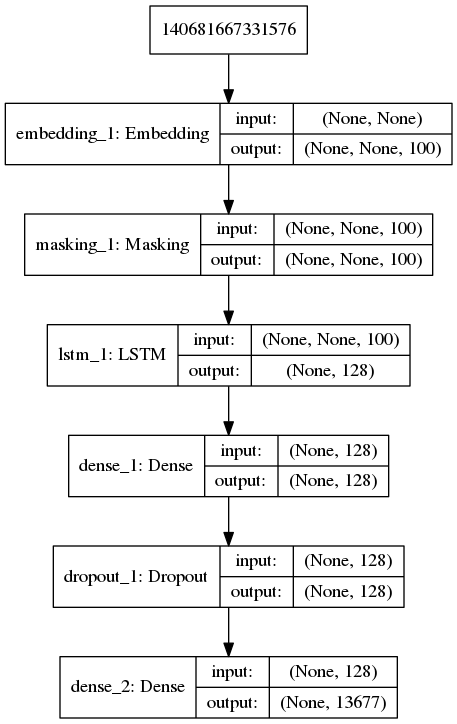 140681667331576
embedding_1: Embedding
input: (None, None)
output: (None, None, 100)
masking_1: Masking
input: (None, None, 100)
output: (None, None, 100)
lstm_1: LSTM
input: (None, None, 100)
output: (None, 128)
dense_1: Dense
input: (None, 128)
output: (None, 128)
dropout_1: Dropout
input: (None, 128)
output: (None, 128)
dense_2: Dense
input: (None, 128)
output: (None, 13677)